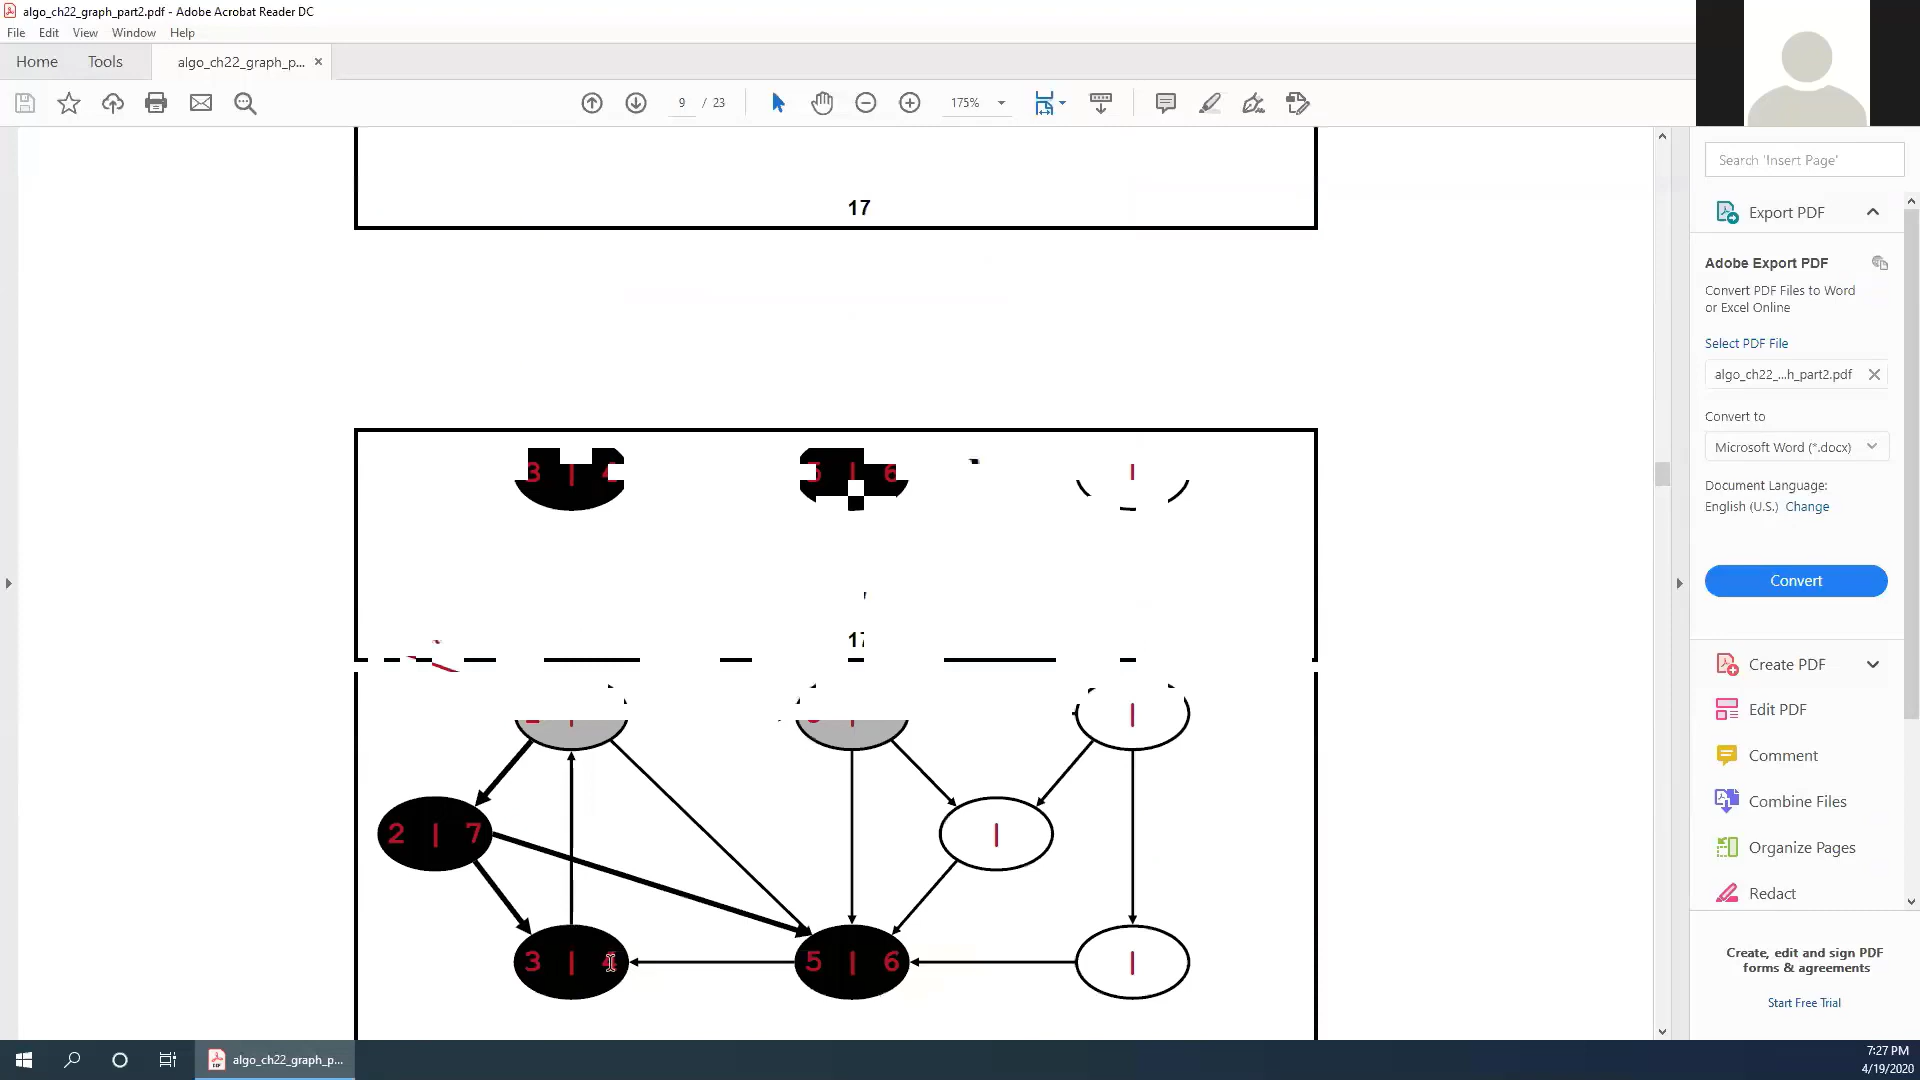 algo_ch22_graph_part2.pdf - Adobe Acrobat Reader DC
File Edit View Window Help
Home Tools algo_ch22_graph_p... ×
9 / 23 175%
Search 'Insert Page'
Export PDF
Adobe Export PDF
Convert PDF Files to Word
or Excel Online
Select PDF File
algo_ch22_...h_part2.pdf
Convert to
Microsoft Word (*.docx)
Document Language:
English (U.S.) Change
Convert
Create PDF
Edit PDF
Comment
Combine Files
Organize Pages
Redact
Create, edit and sign PDF
forms & agreements
Start Free Trial
17
3 | 4 5 | 6 |
17
|
2 | 7 |
3 | 4 5 | 6 |
algo_ch22_graph_p...
7:27 PM
4/19/2020